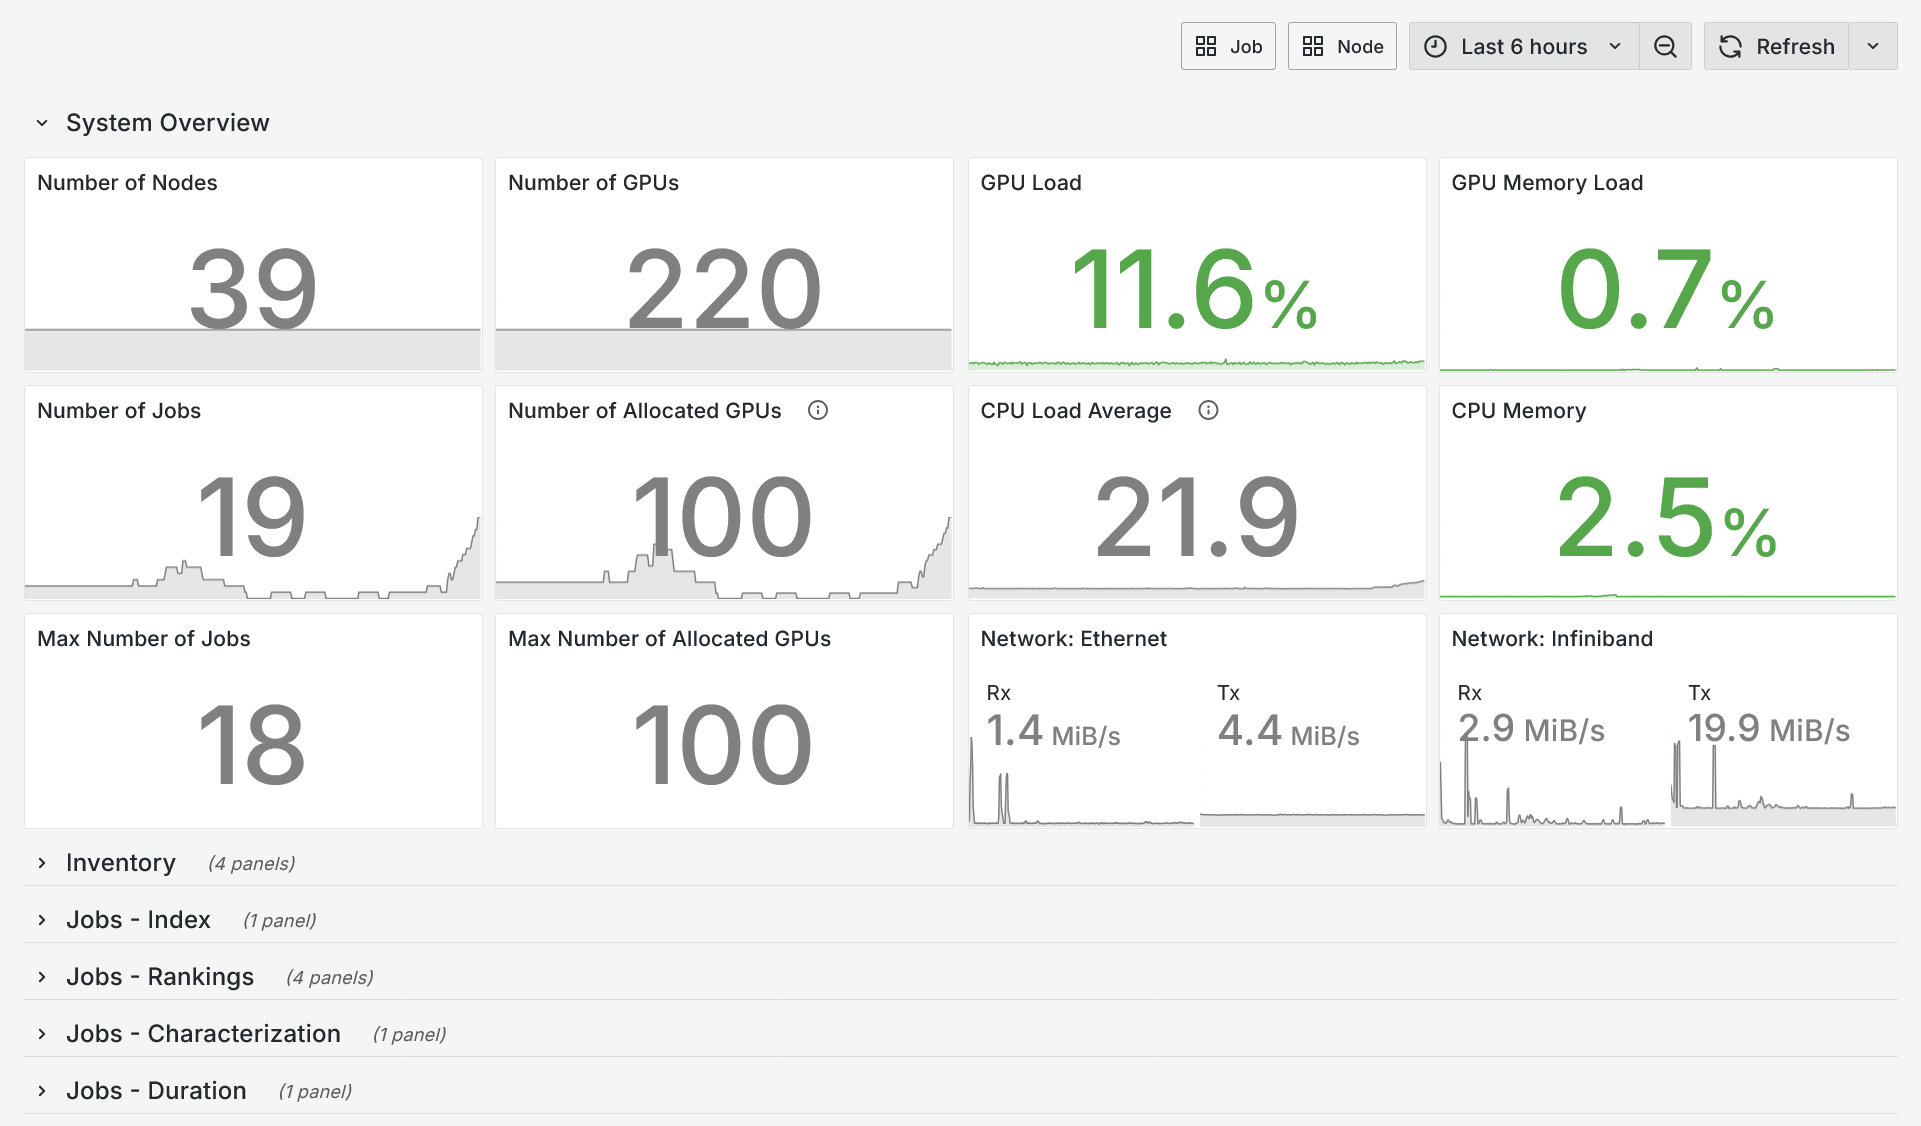 Job
Node
Last 6 hours
Refresh
System Overview
Number of Nodes
39
Number of GPUs
220
GPU Load
11.6%
GPU Memory Load
0.7%
Number of Jobs
19
Number of Allocated GPUs
100
CPU Load Average
21.9
CPU Memory
2.5%
Max Number of Jobs
18
Max Number of Allocated GPUs
100
Network: Ethernet
Rx
1.4 MiB/s
Tx
4.4 MiB/s
Network: Infiniband
Rx
2.9 MiB/s
Tx
19.9 MiB/s
Inventory (4 panels)
Jobs - Index (1 panel)
Jobs - Rankings (4 panels)
Jobs - Characterization (1 panel)
Jobs - Duration (1 panel)